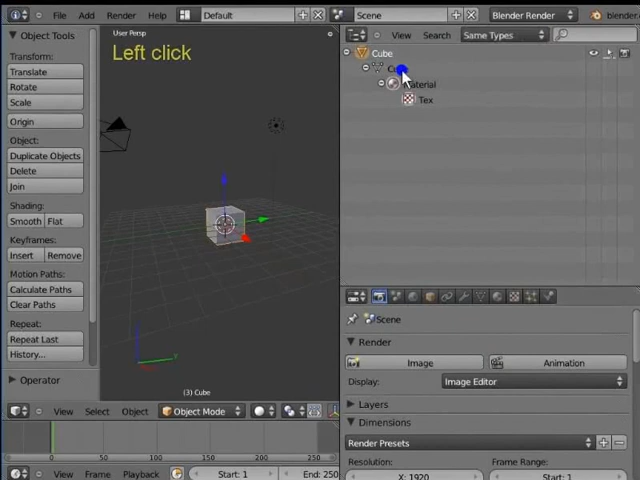 File Add Render Help Default Scene Blender Render blender
Object Tools
User Persp
Left click
View Search Same Types
Transform:
Translate
Rotate
Scale
Origin
Object:
Duplicate Objects
Delete
Join
Shading:
Smooth Flat
Keyframes:
Insert Remove
Motion Paths:
Calculate Paths
Clear Paths
Repeat:
Repeat Last
History...
Operator
Cube
Material
Tex
(3) Cube
View Select Object Object Mode
0 50 100 150 200 250
View Frame Playback Start: 1 End: 250
Scene
Render
Image Animation
Display: Image Editor
Layers
Dimensions
Render Presets
Resolution: Frame Range:
X: 1920 Start: 1